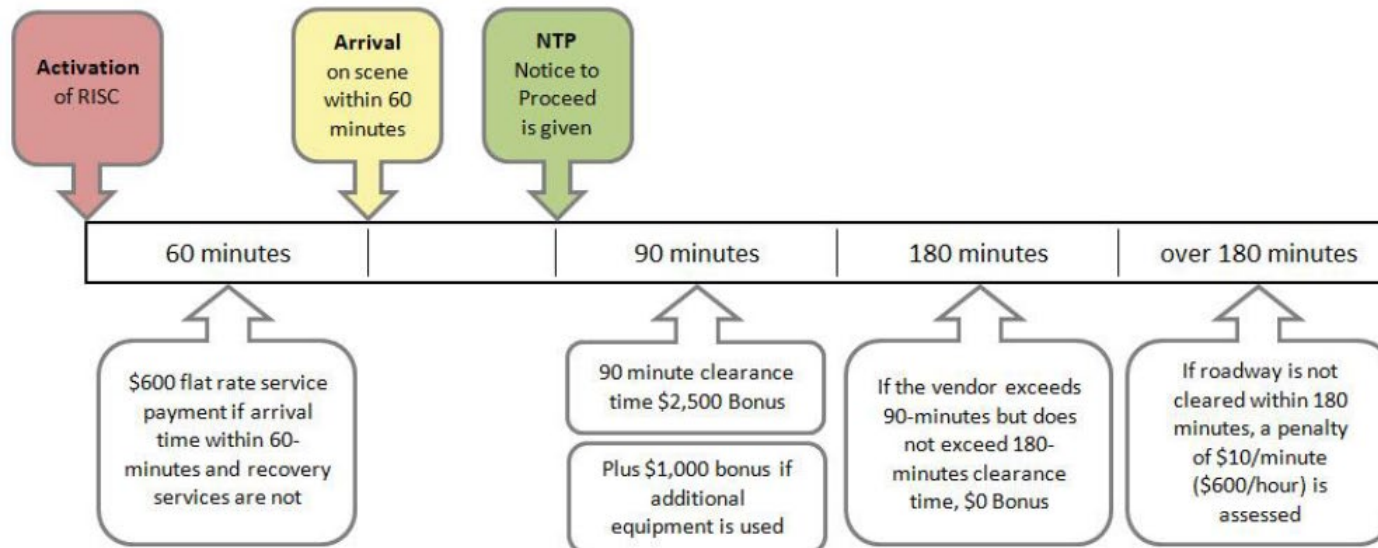 Activation
of RISC
Arrival
on scene
within 60
minutes
NTP
Notice to
Proceed
is given
60 minutes
90 minutes
180 minutes
over 180 minutes
$600 flat rate service
payment if arrival
time within 60-
minutes and recovery
services are not
90 minute clearance
time $2,500 Bonus
Plus $1,000 bonus if
additional
equipment is used
If the vendor exceeds
90-minutes but does
not exceed 180-
minutes clearance
time, $0 Bonus
If roadway is not
cleared within 180
minutes, a penalty
of $10/minute
($600/hour) is
assessed